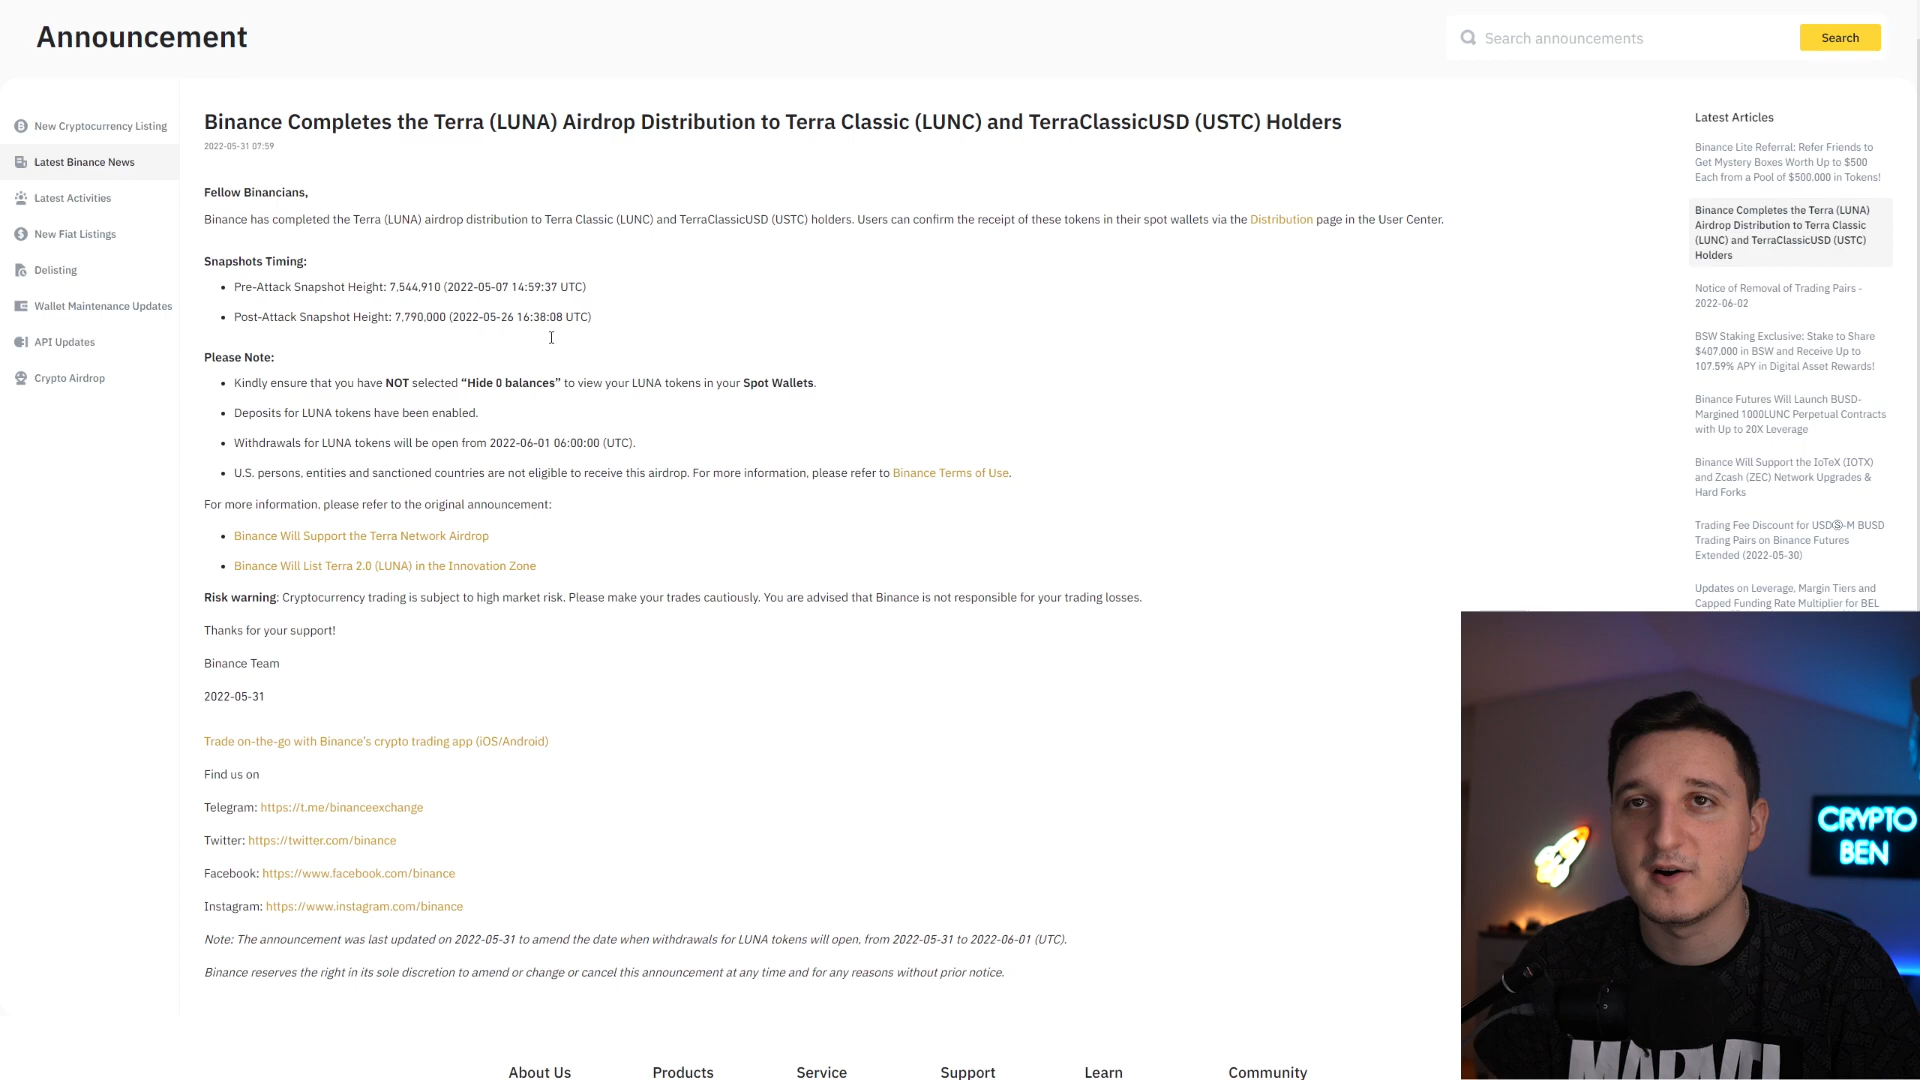 Announcement
Search announcements
Search
New Cryptocurrency Listing
Latest Binance News
Latest Activities
New Fiat Listings
Delisting
Wallet Maintenance Updates
API Updates
Crypto Airdrop
Binance Completes the Terra (LUNA) Airdrop Distribution to Terra Classic (LUNC) and TerraClassicUSD (USTC) Holders
2022-05-31 07:59
Fellow Binancians,
Binance has completed the Terra (LUNA) airdrop distribution to Terra Classic (LUNC) and TerraClassicUSD (USTC) holders. Users can confirm the receipt of these tokens in their spot wallets via the Distribution page in the User Center.
Snapshots Timing:
• Pre-Attack Snapshot Height: 7,544,910 (2022-05-07 14:59:37 UTC)
• Post-Attack Snapshot Height: 7,790,000 (2022-05-26 16:38:08 UTC)
Please Note:
• Kindly ensure that you have NOT selected “Hide 0 balances” to view your LUNA tokens in your Spot Wallets.
• Deposits for LUNA tokens have been enabled.
• Withdrawals for LUNA tokens will be open from 2022-06-01 06:00:00 (UTC).
• U.S. persons, entities and sanctioned countries are not eligible to receive this airdrop. For more information, please refer to Binance Terms of Use.
For more information, please refer to the original announcement:
• Binance Will Support the Terra Network Airdrop
• Binance Will List Terra 2.0 (LUNA) in the Innovation Zone
Risk warning: Cryptocurrency trading is subject to high market risk. Please make your trades cautiously. You are advised that Binance is not responsible for your trading losses.
Thanks for your support!
Binance Team
2022-05-31
Trade on-the-go with Binance’s crypto trading app (iOS/Android)
Find us on
Telegram: https://t.me/binanceexchange
Twitter: https://twitter.com/binance
Facebook: https://www.facebook.com/binance
Instagram: https://www.instagram.com/binance
Note: The announcement was last updated on 2022-05-31 to amend the date when withdrawals for LUNA tokens will open, from 2022-05-31 to 2022-06-01 (UTC).
Binance reserves the right in its sole discretion to amend or change or cancel this announcement at any time and for any reasons without prior notice.
Latest Articles
Binance Lite Referral: Refer Friends to
Get Mystery Boxes Worth Up to $500
Each from a Pool of $500,000 in Tokens!
Binance Completes the Terra (LUNA)
Airdrop Distribution to Terra Classic
(LUNC) and TerraClassicUSD (USTC)
Holders
Notice of Removal of Trading Pairs -
2022-06-02
BSW Staking Exclusive: Stake to Share
$407,000 in BSW and Receive Up to
107.59% APY in Digital Asset Rewards!
Binance Futures Will Launch BUSD-
Margined 1000LUNC Perpetual Contracts
with Up to 20X Leverage
Binance Will Support the IoTeX (IOTX)
and Zcash (ZEC) Network Upgrades &
Hard Forks
Trading Fee Discount for USDⓈ-M BUSD
Trading Pairs on Binance Futures
Extended (2022-05-30)
Updates on Leverage, Margin Tiers and
Capped Funding Rate Multiplier for BEL
CRYPTO
BEN
MARVEL
About Us
Products
Service
Support
Learn
Community